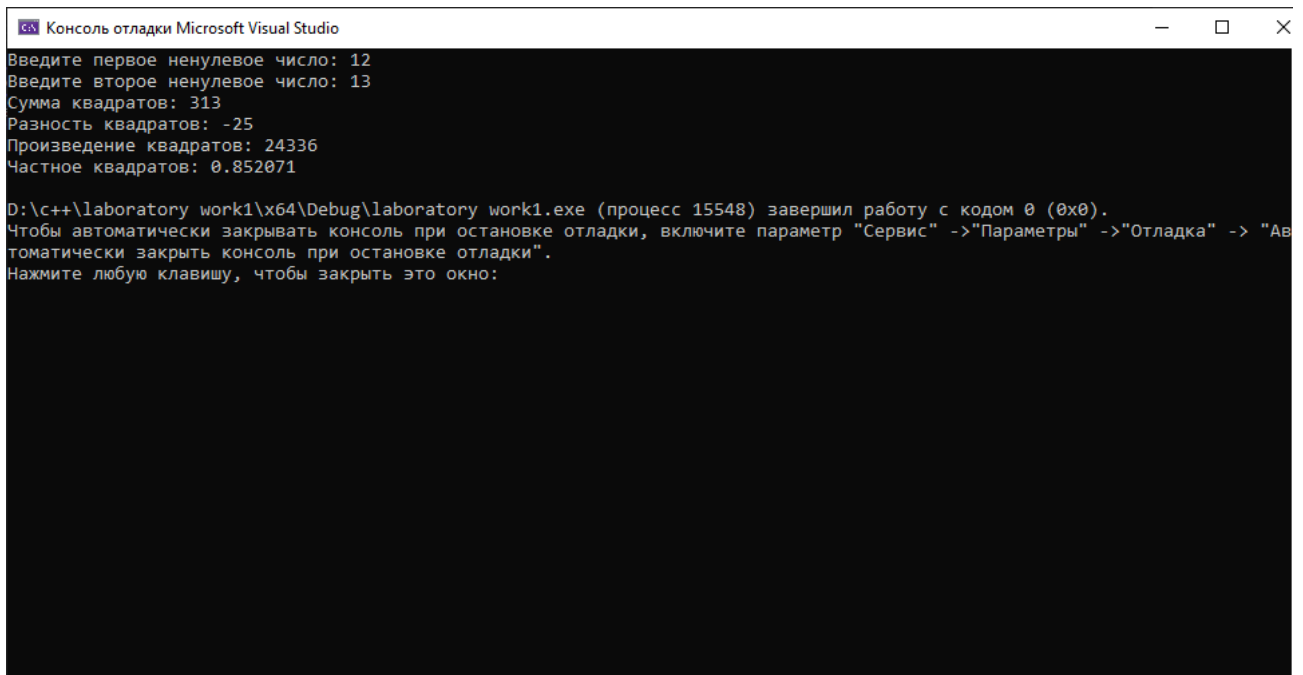 Консоль отладки Microsoft Visual Studio
Введите первое ненулевое число: 12
Введите второе ненулевое число: 13
Сумма квадратов: 313
Разность квадратов: -25
Произведение квадратов: 24336
Частное квадратов: 0.852071
D:\c++\laboratory work1\x64\Debug\laboratory work1.exe (процесс 15548) завершил работу с кодом 0 (0x0).
Чтобы автоматически закрывать консоль при остановке отладки, включите параметр "Сервис" ->"Параметры" ->"Отладка" -> "Ав
томатически закрыть консоль при остановке отладки".
Нажмите любую клавишу, чтобы закрыть это окно: